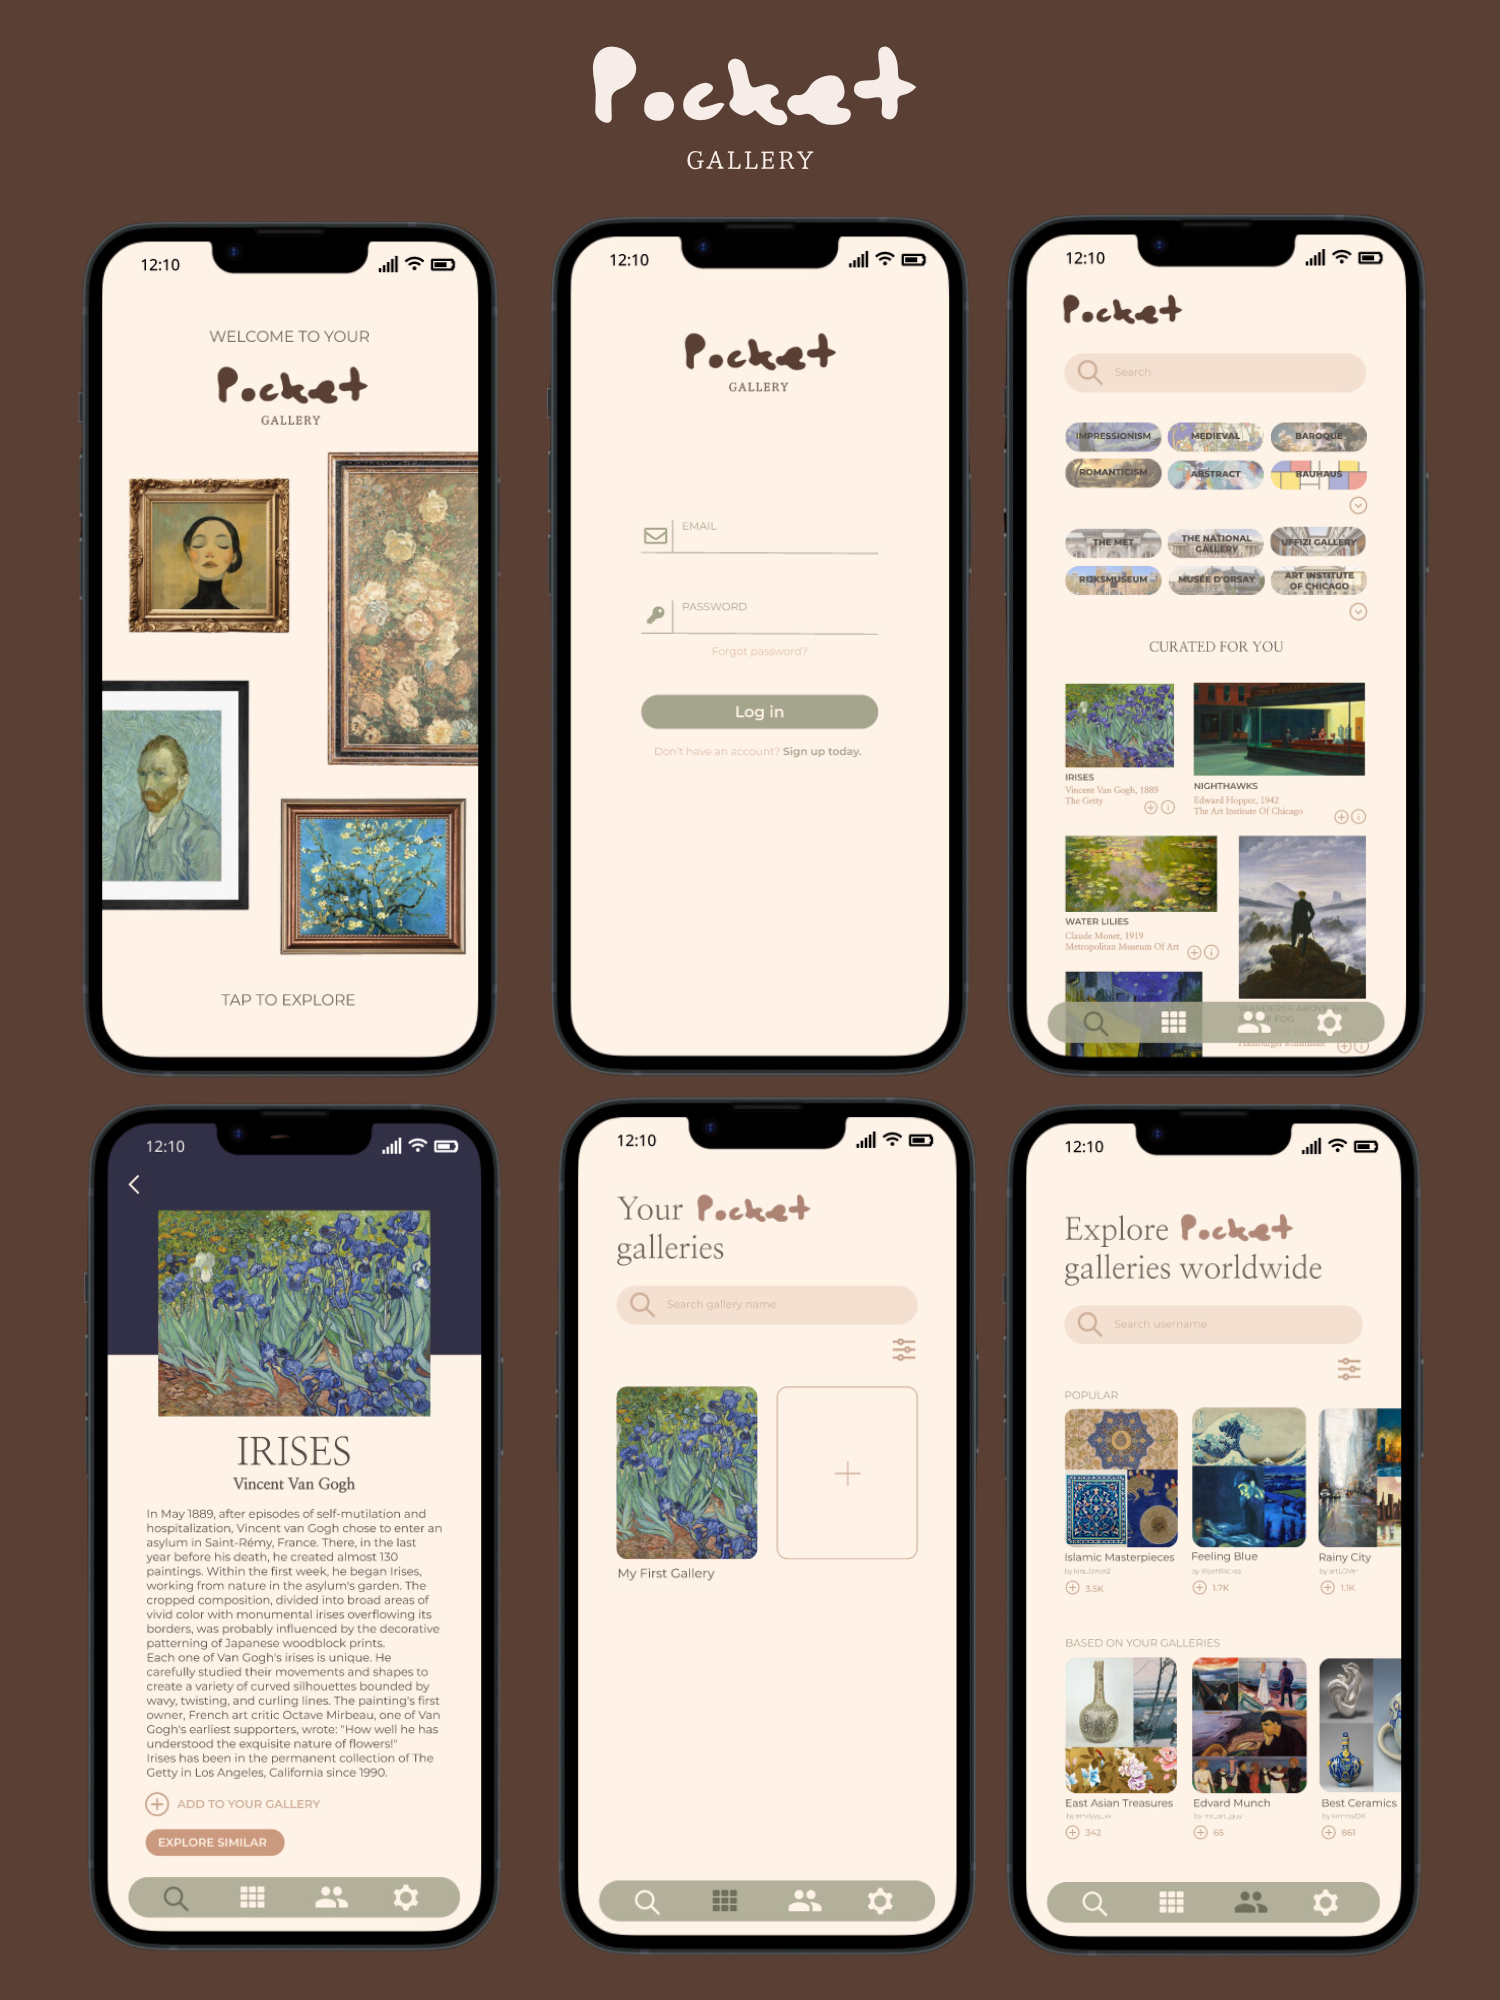 Pocket
GALLERY
12:10
WELCOME TO YOUR
Pocket
GALLERY
TAP TO EXPLORE
12:10
Pocket
GALLERY
EMAIL
PASSWORD
Forgot password?
Log in
Don't have an account? Sign up today.
12:10
Pocket
Search
IMPRESSIONISM
MEDIEVAL
BAROQUE
ROMANTICISM
ABSTRACT
BAUHAUS
THE MET
THE NATIONAL
GALLERY
UFFIZI GALLERY
RIJKSMUSEUM
MUSÉE D'ORSAY
ART INSTITUTE
OF CHICAGO
CURATED FOR YOU
IRISES
Vincent Van Gogh, 1889
The Getty
NIGHTHAWKS
Edward Hopper, 1942
The Art Institute Of Chicago
WATER LILIES
Claude Monet, 1919
Metropolitan Museum Of Art
WANDERER ABOVE THE
FOG
Hamburger Kunsthalle
12:10
IRISES
Vincent Van Gogh
In May 1889, after episodes of self-mutilation and
hospitalization, Vincent van Gogh chose to enter an
asylum in Saint-Rémy, France. There, in the last
year before his death, he created almost 130
paintings. Within the first week, he began Irises,
working from nature in the asylum's garden. The
cropped composition, divided into broad areas of
vivid color with monumental irises overflowing its
borders, was probably influenced by the decorative
patterning of Japanese woodblock prints.
Each one of Van Gogh's irises is unique. He
carefully studied their movements and shapes to
create a variety of curved silhouettes bounded by
wavy, twisting, and curling lines. The painting's first
owner, French art critic Octave Mirbeau, one of Van
Gogh's earliest supporters, wrote: "How well he has
understood the exquisite nature of flowers!"
Irises has been in the permanent collection of The
Getty in Los Angeles, California since 1990.
ADD TO YOUR GALLERY
EXPLORE SIMILAR
12:10
Your Pocket
galleries
Search gallery name
My First Gallery
12:10
Explore Pocket
galleries worldwide
Search username
POPULAR
Islamic Masterpieces
by
3.5K
Feeling Blue
by
1.7K
Rainy City
by
1.1K
BASED ON YOUR GALLERIES
East Asian Treasures
by
342
Edvard Munch
by
65
Best Ceramics
by
861